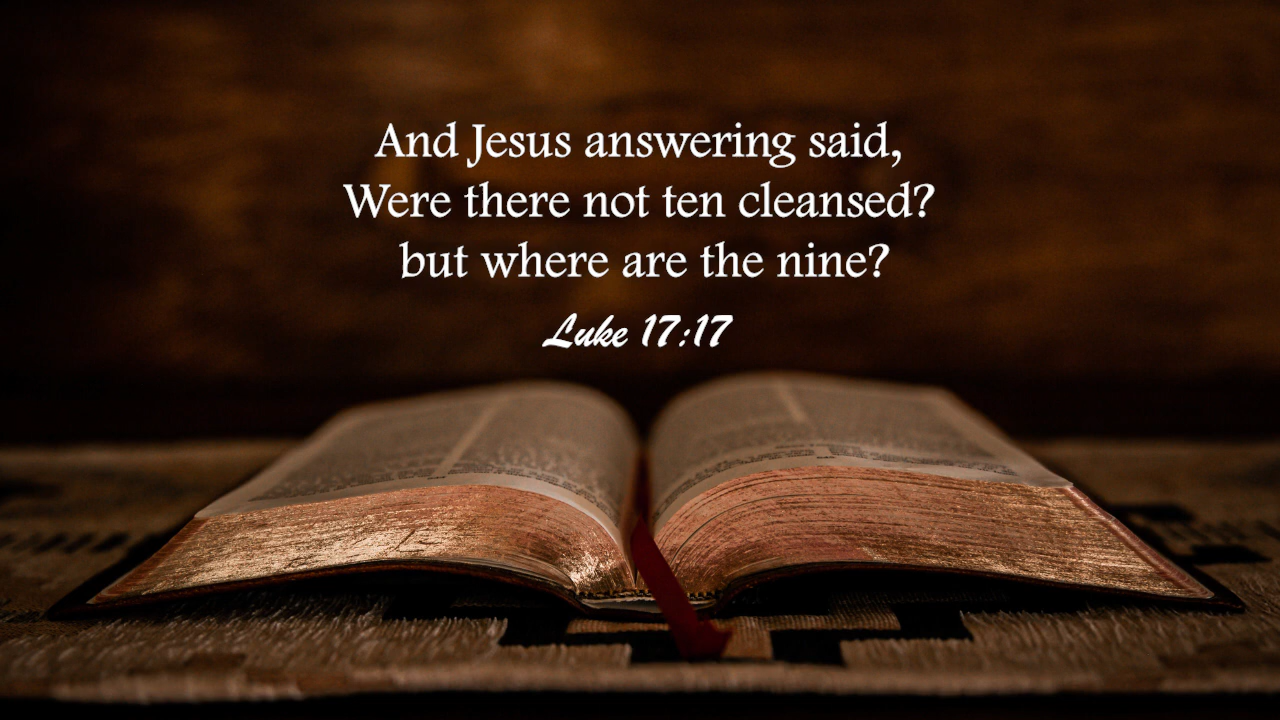 And Jesus answering said,
Were there not ten cleansed?
but where are the nine?
Luke 17:17